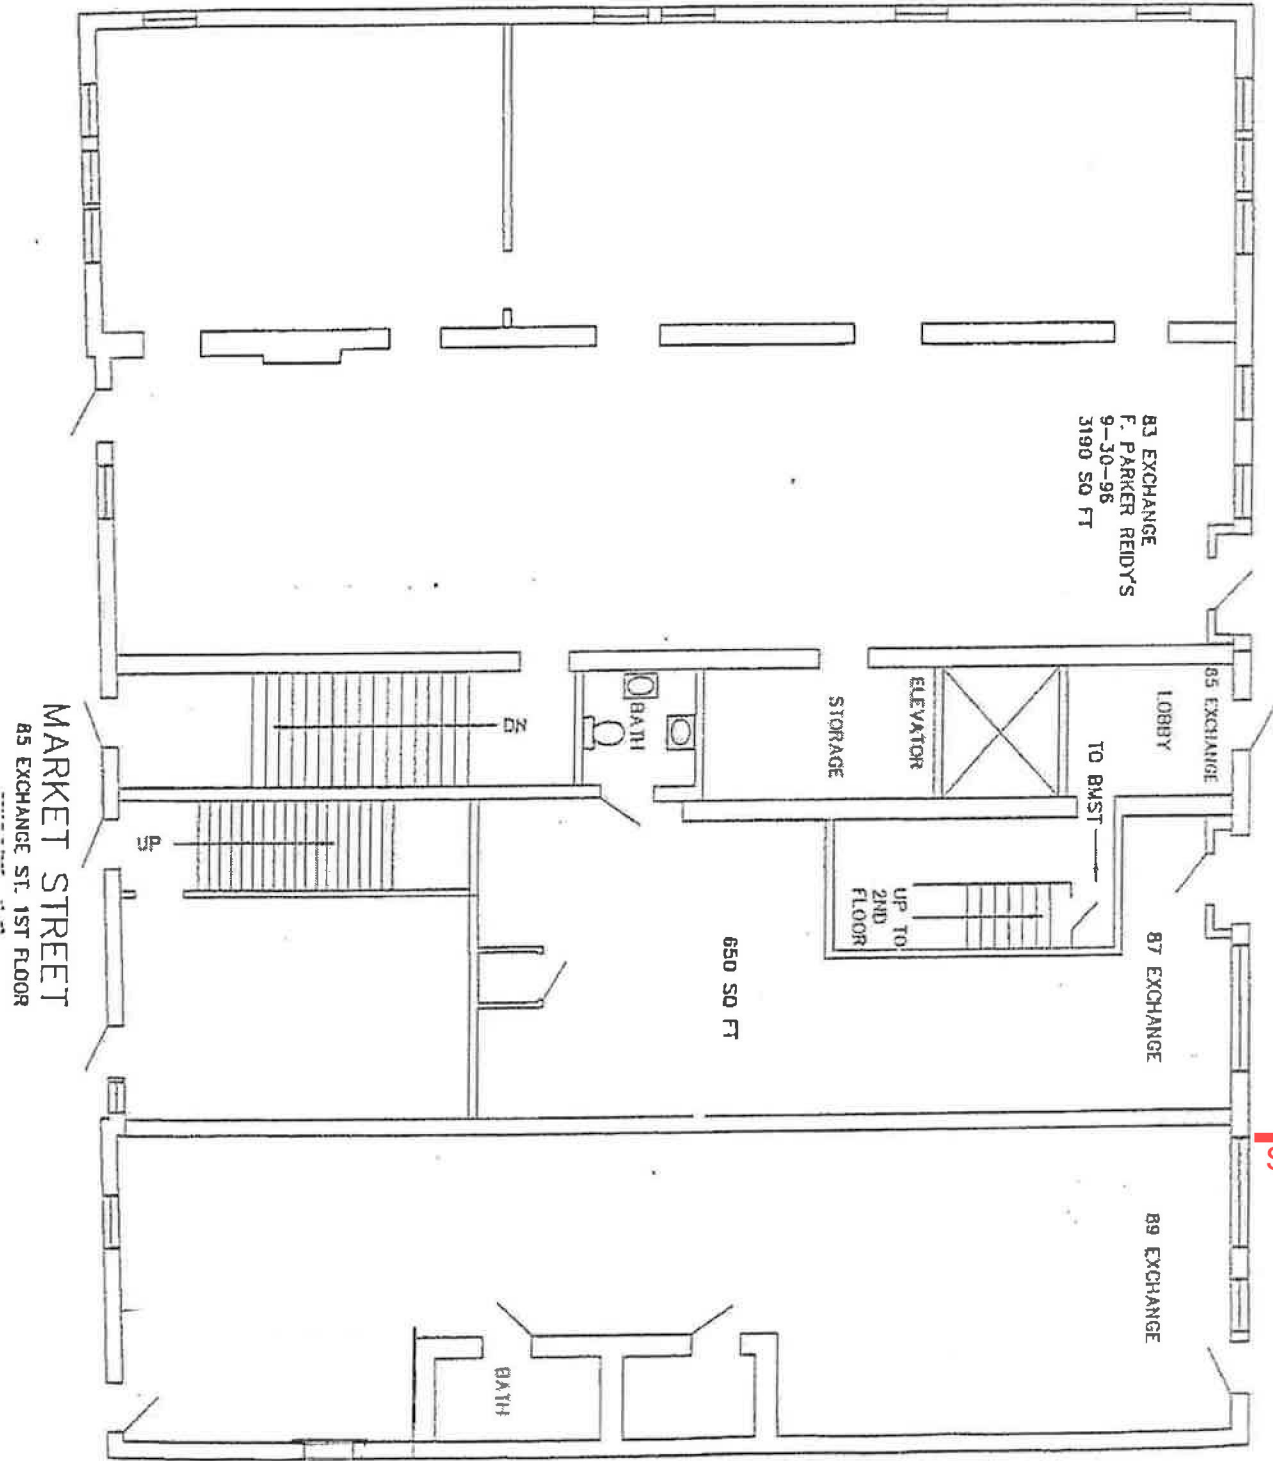 83 EXCHANGE
F. PARKER REIDY'S
9-30-96
3190 SQ FT
85 EXCHANGE
LOBBY
TO BMST
ELEVATOR
STORAGE
BATH
DN
UP
UP TO
2ND
FLOOR
87 EXCHANGE
650 SQ FT
89 EXCHANGE
BATH
MARKET STREET
85 EXCHANGE ST. 1ST FLOOR